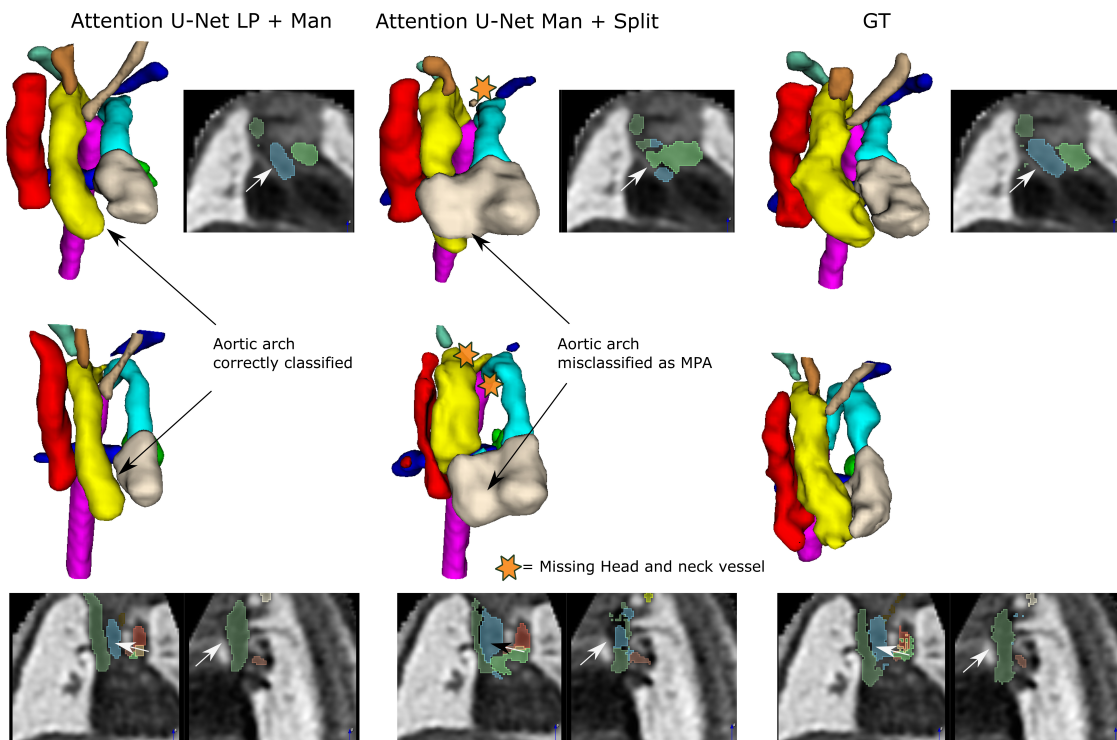 Attention U-Net LP + Man
Attention U-Net Man + Split
GT
Aortic arch
correctly classified
Aortic arch
misclassified as MPA
= Missing Head and neck vessel